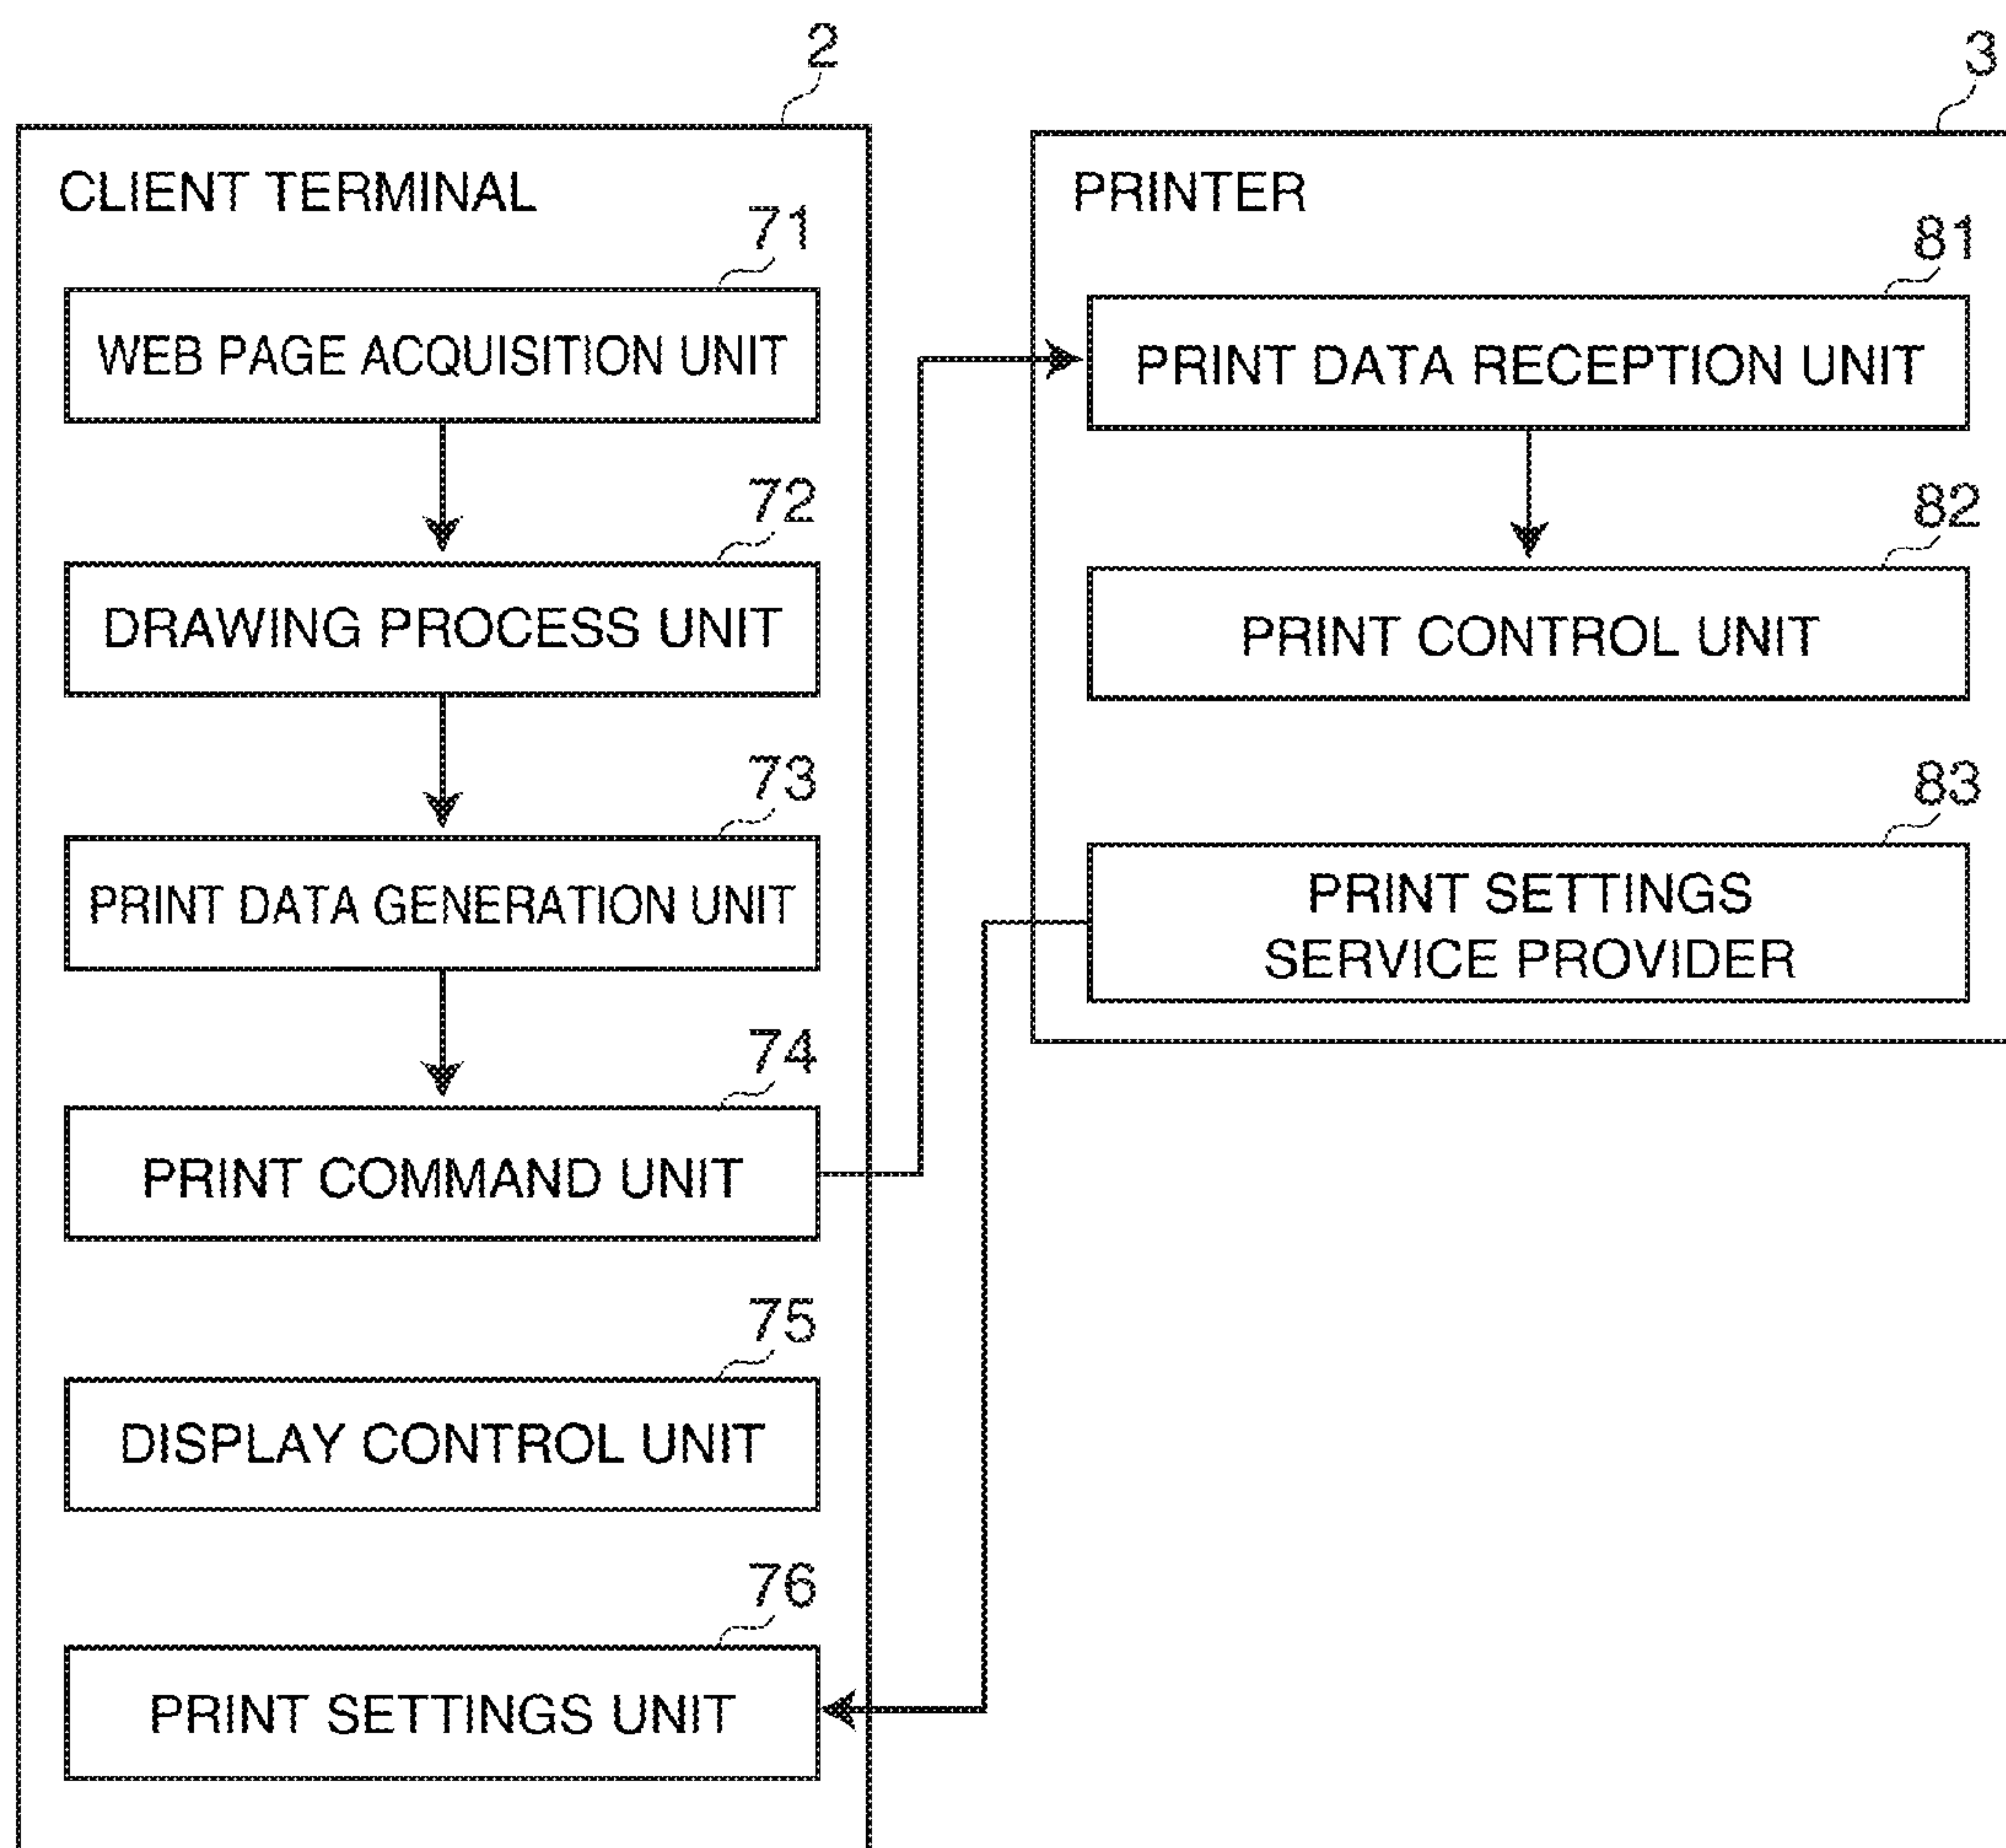 2
CLIENT TERMINAL
71
WEB PAGE ACQUISITION UNIT
72
DRAWING PROCESS UNIT
73
PRINT DATA GENERATION UNIT
74
PRINT COMMAND UNIT
75
DISPLAY CONTROL UNIT
76
PRINT SETTINGS UNIT
3
PRINTER
81
PRINT DATA RECEPTION UNIT
82
PRINT CONTROL UNIT
83
PRINT SETTINGS
SERVICE PROVIDER